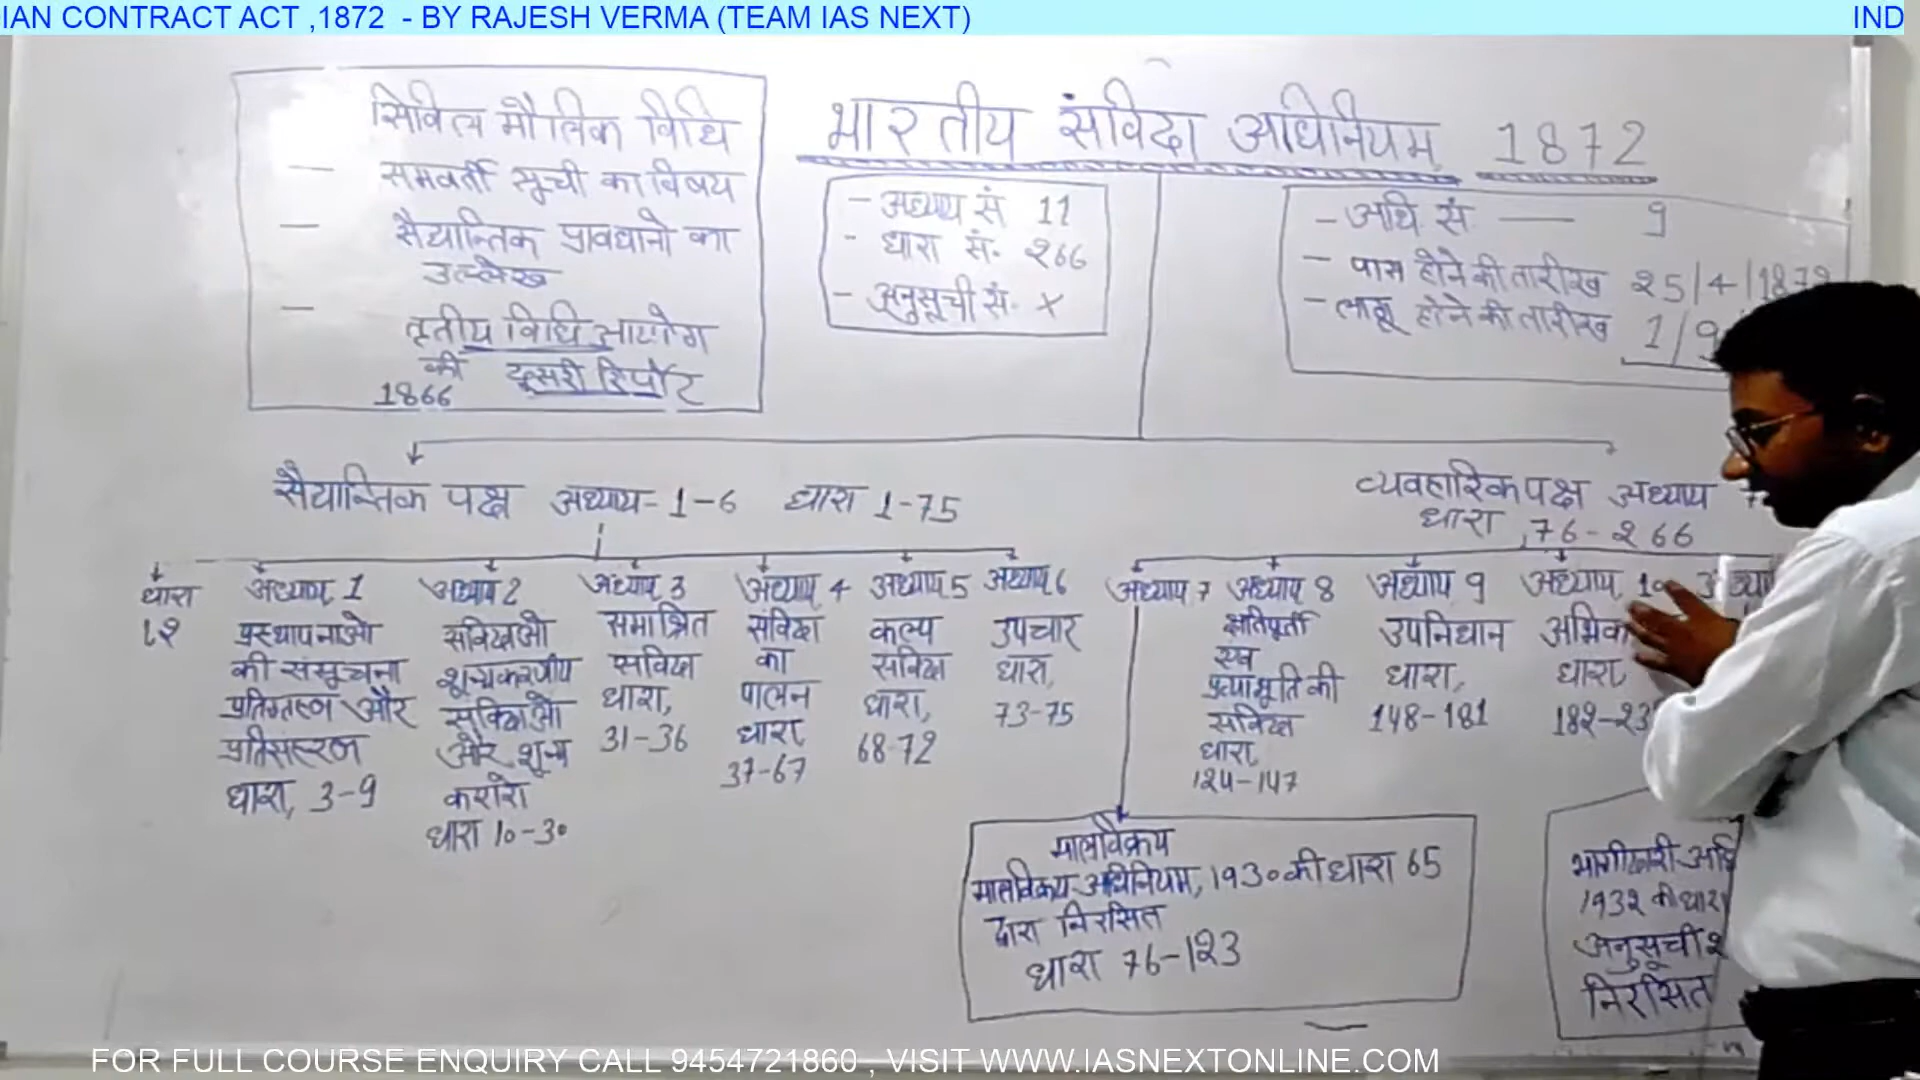 IAN CONTRACT ACT ,1872 - BY RAJESH VERMA (TEAM IAS NEXT)
IND
भारतीय संविदा अधिनियम 1872
सिविल मौलिक विधि
— समवर्ती सूची का विषय
— सैद्यान्तिक प्रावधानो का
उल्लेख
— तृतीय विधि आयोग
की दूसरी रिपोर्ट
1866
- अध्याय सं 11
- धारा सं. 266
- अनुसूची सं. x
- अधि सं. — 9
- पास होने की तारीख 25/4/1872
- लागू होने की तारीख 1/9
सैद्यान्तिक पक्ष अध्याय - 1-6 धारा 1-75
व्यवहारिक पक्ष अध्याय 7
धारा 76-266
धारा
1,2
अध्याय 1
प्रस्थापनाओ
की संसूचना
प्रतिग्रहण और
प्रतिसंहरण
धारा, 3-9
अध्याय 2
संविदाओ
शून्यकरणीय
संविदाओ
और शून्य
करारो
धारा 10-30
अध्याय 3
समाश्रित
संविदा
धारा,
31-36
अध्याय 4
संविदा
का
पालन
धारा,
37-67
अध्याय 5
कल्प
संविदा
धारा,
68-72
अध्याय 6
उपचार
धारा,
73-75
अध्याय 7
अध्याय 8
क्षतिपूर्ती
एवं
प्रत्याभूति की
संविदा
धारा,
124-147
अध्याय 9
उपनिधान
धारा,
148-181
अध्याय 10
अभिक
धारा,
182-23
मालविक्रय
मालविक्रय अधिनियम, 1930 की धारा 65
द्वारा निरसित
धारा 76-123
भागीदारी अधि
1932 की धारा
अनुसूची 2
निरसित
FOR FULL COURSE ENQUIRY CALL 9454721860 , VISIT WWW.IASNEXTONLINE.COM